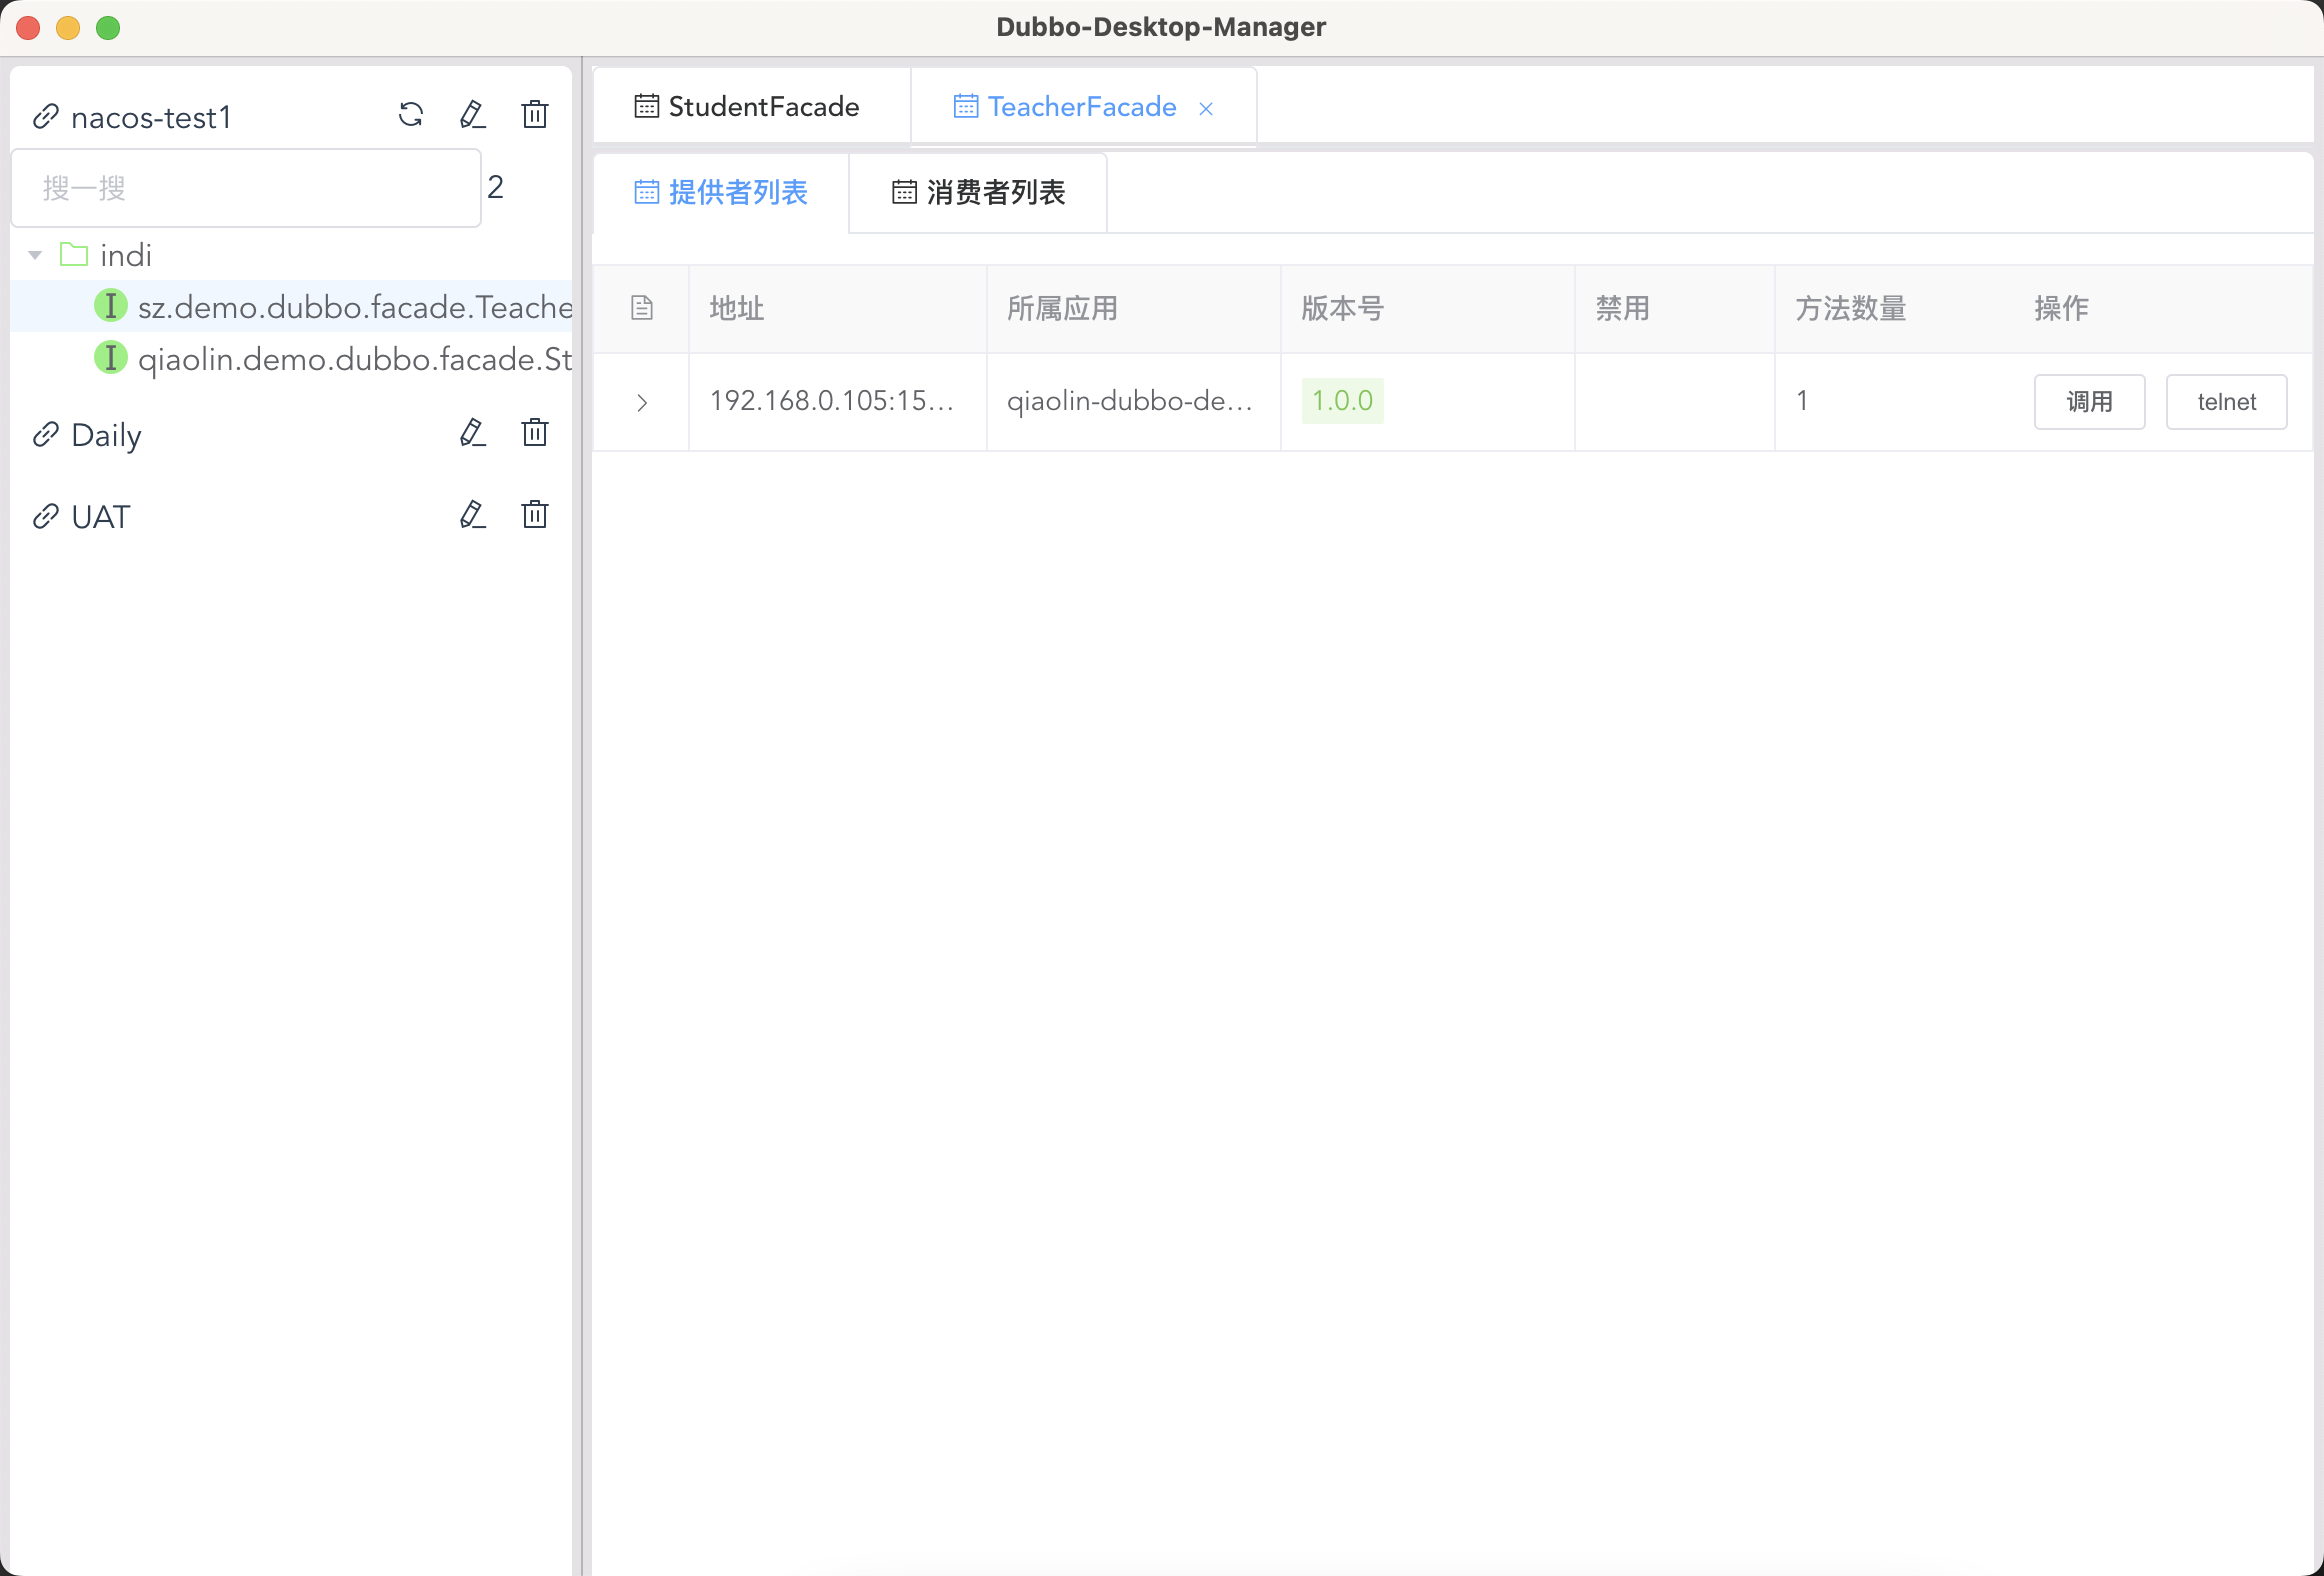 Dubbo-Desktop-Manager
nacos-test1
搜一搜
2
indi
sz.demo.dubbo.facade.Teache
qiaolin.demo.dubbo.facade.St
Daily
UAT
StudentFacade
TeacherFacade
提供者列表
消费者列表
地址
所属应用
版本号
禁用
方法数量
操作
192.168.0.105:15...
qiaolin-dubbo-de...
1.0.0
1
调用
telnet